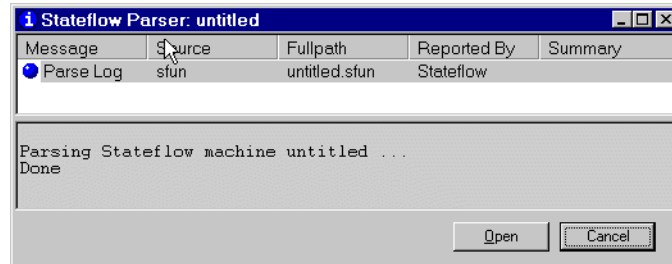 Stateflow Parser: untitled
Message Source Fullpath Reported By Summary
Parse Log sfun untitled.sfun Stateflow
Parsing Stateflow machine untitled ...
Done
Open Cancel